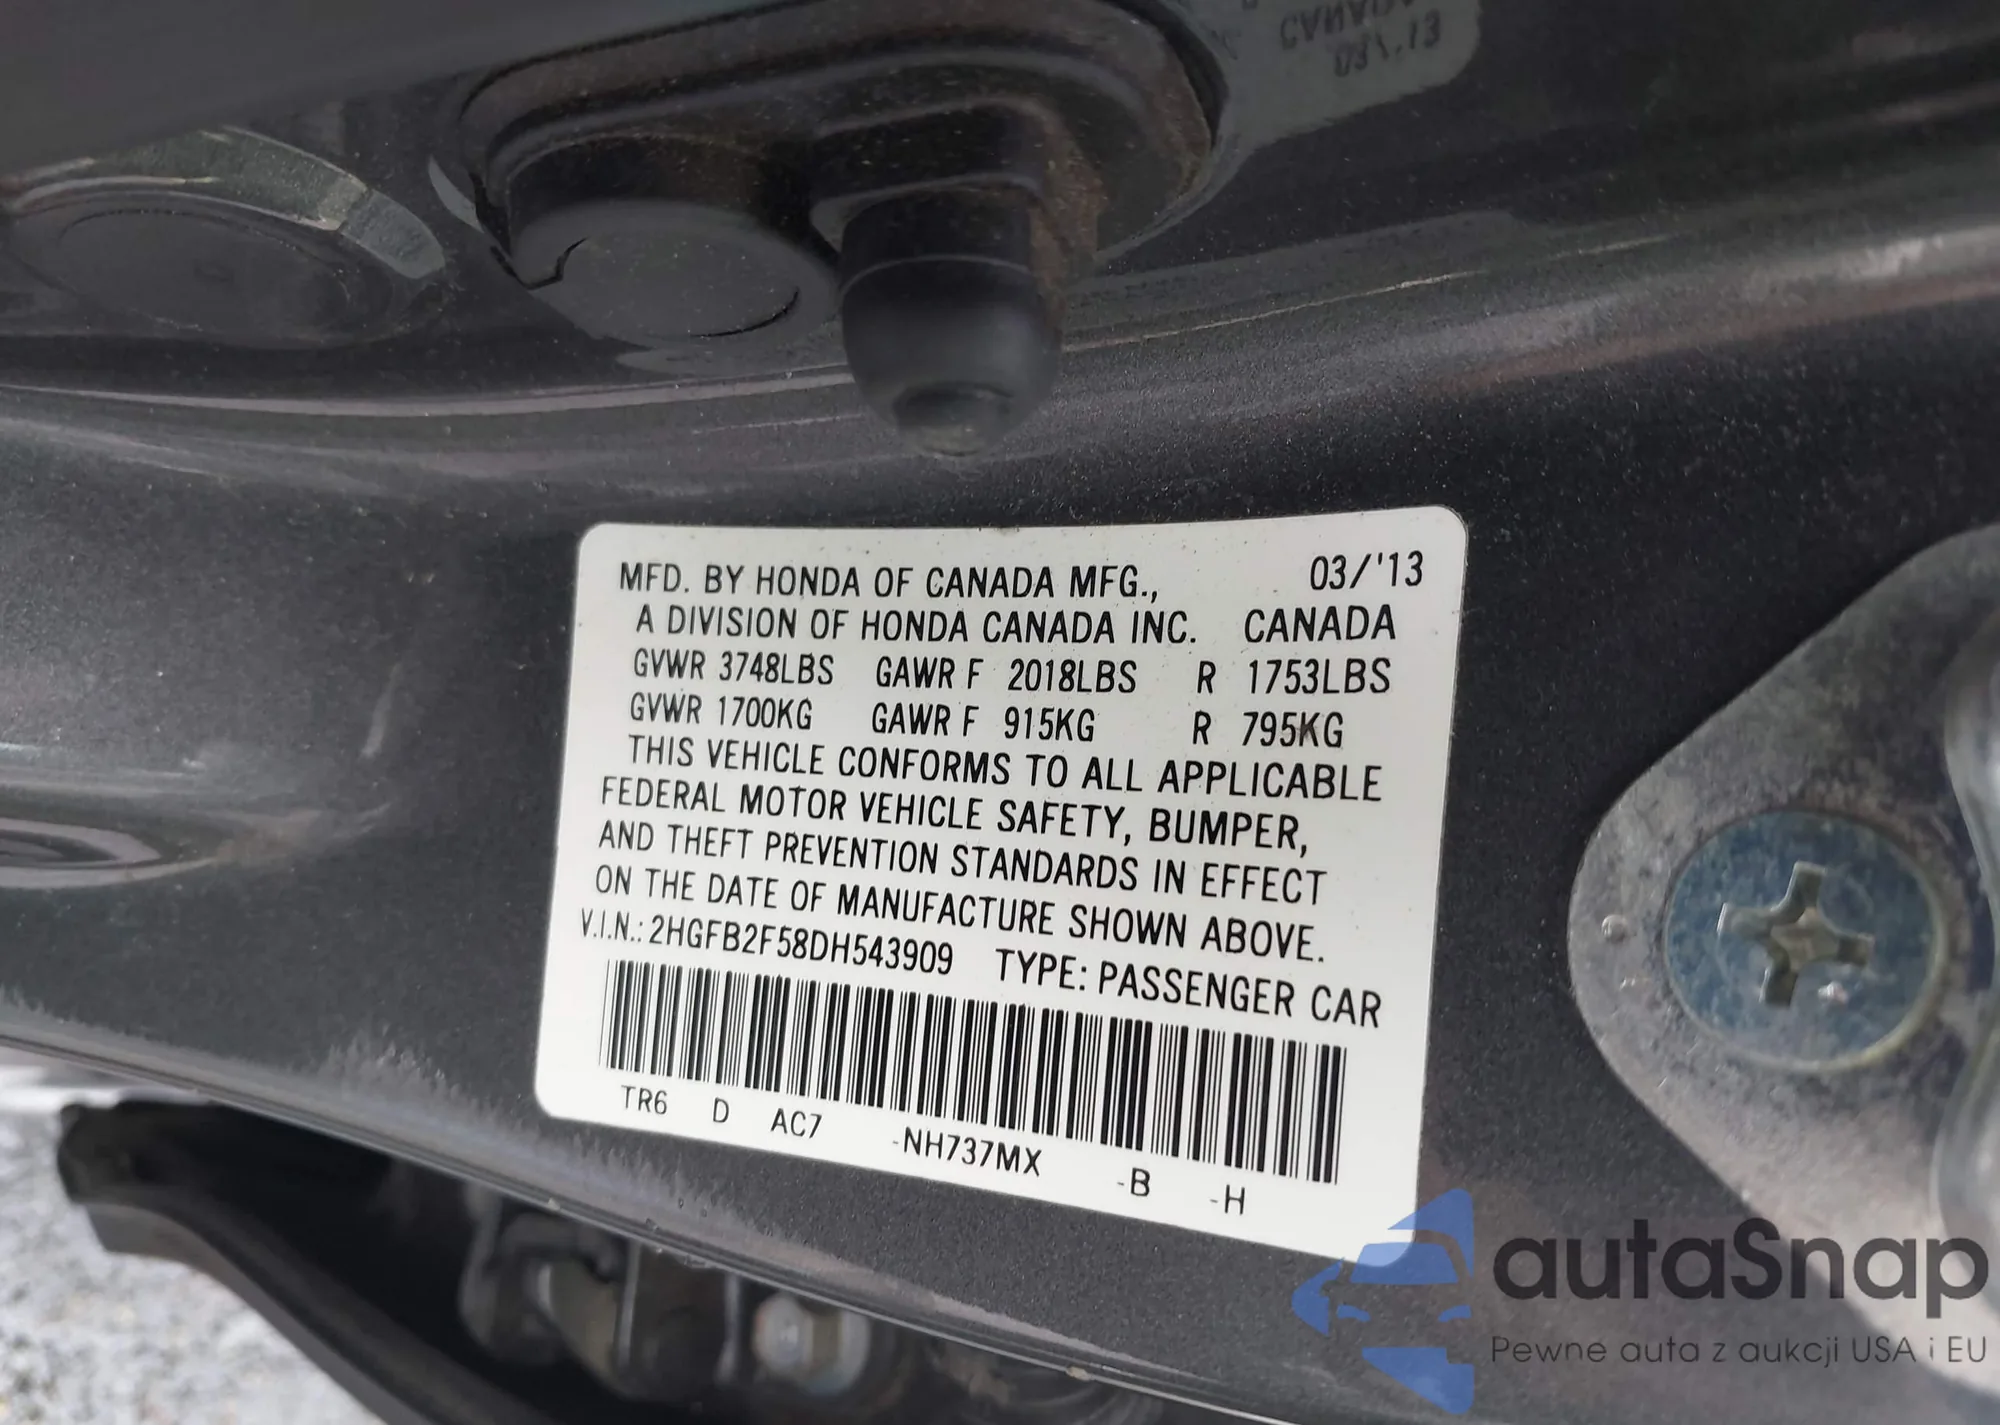 CANADA
03/.13
MFD. BY HONDA OF CANADA MFG., 03/'13
A DIVISION OF HONDA CANADA INC. CANADA
GVWR 3748LBS GAWR F 2018LBS R 1753LBS
GVWR 1700KG GAWR F 915KG R 795KG
THIS VEHICLE CONFORMS TO ALL APPLICABLE
FEDERAL MOTOR VEHICLE SAFETY, BUMPER,
AND THEFT PREVENTION STANDARDS IN EFFECT
ON THE DATE OF MANUFACTURE SHOWN ABOVE.
V.I.N.: 2HGFB2F58DH543909 TYPE: PASSENGER CAR
TR6 D AC7 -NH737MX -B -H
autaSnap
Pewne auta z aukcji USA i EU